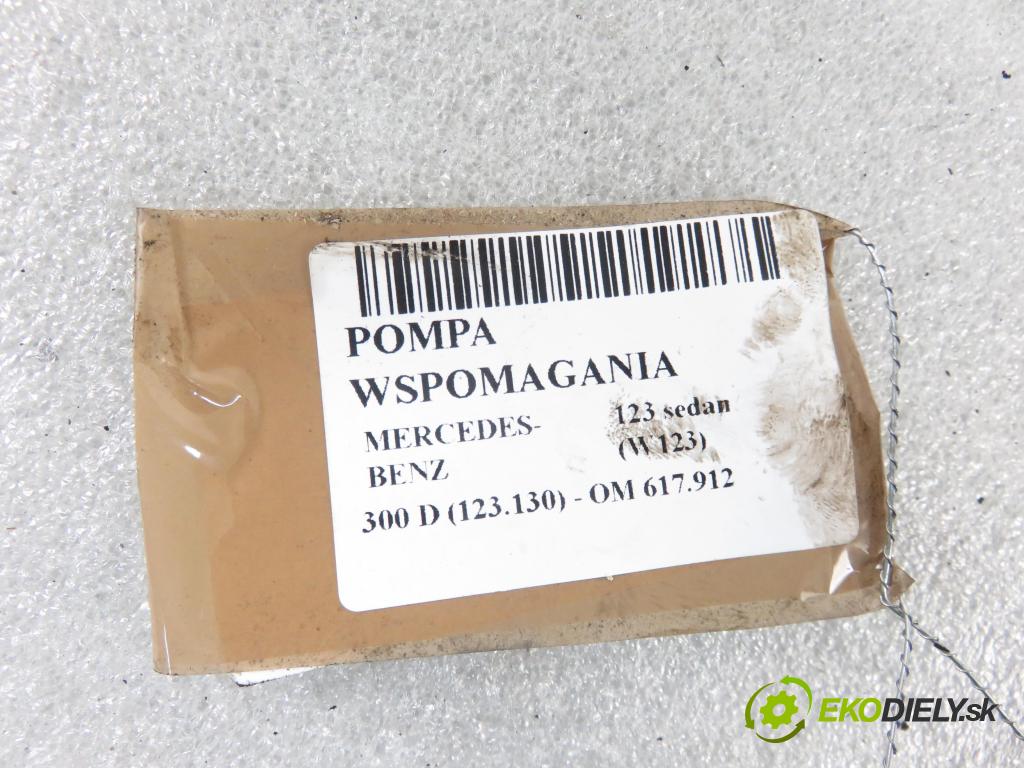 POMPA
WSPOMAGANIA
MERCEDES-
BENZ
123 sedan
(W123)
300 D (123.130) - OM 617.912
EKODIELY.sk